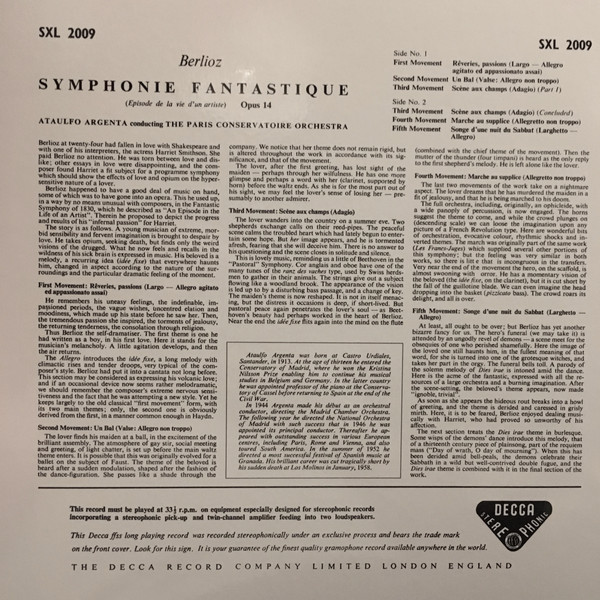 SXL 2009
SXL 2009
Berlioz
SYMPHONIE FANTASTIQUE
(Episode de la vie d'un artiste) Opus 14
ATAULFO ARGENTA conducting THE PARIS CONSERVATOIRE ORCHESTRA
Side No. 1
First Movement Rêveries, passions (Largo — Allegro
agitato ed appassionato assai)
Second Movement Un Bal (Valse: Allegro non troppo)
Third Movement Scène aux champs (Adagio) (Part 1)
Side No. 2
Third Movement Scène aux champs (Adagio) (Concluded)
Fourth Movement Marche au supplice (Allegretto non troppo)
Fifth Movement Songe d'une nuit du Sabbat (Larghetto —
Allegro)
Berlioz at twenty-four had fallen in love with Shakespeare and
with one of his interpreters, the actress Harriet Smithson. She
paid Berlioz no attention. He was torn between love and dis-
like; other essays in love were disappointing, and the com-
poser found Harriet a fit subject for a programme symphony
which should show the effects of love and opium on the hyper-
sensitive nature of a lover.
Berlioz happened to have a good deal of music on hand,
some of which was to have gone into an opera. This he used up,
in a way by no means unusual with composers, in the Fantastic
Symphony of 1830, which he described as "An Episode in the
Life of an Artist". Therein he proposed to depict the progress
and results of his "infernal passion" for Harriet.
The story is as follows. A young musician of extreme, mor-
bid sensibility and fervent imagination is brought to despair by
love. He takes opium, seeking death, but finds only the weird
visions of the drugged. What he now feels and recalls in the
wildness of his sick brain is expressed in music. His beloved is a
melody, a recurring idea (idée fixe) that everywhere haunts
him, changed in aspect according to the nature of the sur-
roundings and the particular dramatic feeling of the moment.
First Movement: Rêveries, passions (Largo — Allegro agitato
ed appassionato assai)
He remembers his uneasy feelings, the indefinable, im-
passioned periods, the vague wishes, uncentred elation and
moodiness, which made up his state before he saw her. Then,
the tremendous passion she inspired, the torments of jealousy,
the returning tenderness, the consolation through religion.
Thus Berlioz the self-dramatiser. The first theme is one he
had written as a boy, in his first love. Here it stands for the
musician's melancholy. A little agitation develops, and then
the air returns.
The Allegro introduces the idée fixe, a long melody with
climactic rises and tender droops, very typical of the com-
poser's style. Berlioz had put it into a cantata not long before.
This section may be considered as expressing his volcanic love;
and if an occasional device now seems rather melodramatic,
we should remember the composer's extreme nervous sensi-
tiveness and the fact that he was attempting a new style. Yet he
keeps largely to the old classical "first movement" form, with
its two main themes; only, the second one is obviously
derived from the first, in a manner common enough in Haydn.
Second Movement: Un Bal (Valse: Allegro non troppo)
The lover finds his maiden at a ball, in the excitement of the
brilliant assembly. The atmosphere of gay stir, social meeting
and greeting, of light chatter, is set up before the main waltz
theme enters. It is possible that this was originally evolved for a
ballet on the subject of Faust. The theme of the beloved is
heard after a sudden modulation, shaped after the fashion of
the dance-figuration. She passes like a shade through the
company. We notice that her theme does not remain rigid, but
is altered throughout the work in accordance with its sig-
nificance, and that of the movement.
The lover, after the first greeting, has lost sight of the
maiden — perhaps through her wilfulness. He has one more
glimpse and perhaps a word with her (clarinet, supported by
horn) before the waltz ends. As she is for the most part out of
his sight, we may feel the lover's sense of losing her — pre-
sumably to another admirer.
Third Movement: Scène aux champs (Adagio)
The lover wanders into the country on a summer eve. Two
shepherds exchange calls on their reed-pipes. The peaceful
scene calms the troubled heart which had lately begun to enter-
tain some hope. But her image appears, and he is tormented
afresh, fearing that she will deceive him. There is no answer to
his questioning and the scene closes in solitude and silence.
This is lovely music, reminding us a little of Beethoven in the
"Pastoral" Symphony. Cor anglais and oboe have one of the
many tunes of the ranz des vaches type, used by Swiss herds-
men to gather in their animals. The strings give out a subject
flowing like a woodland brook. The appearance of the vision
is led up to by a disturbing bass passage, and a change of key.
The maiden's theme is now reshaped. It is not in itself menac-
ing, but the distress it occasions is deep, if short-lived. But
pastoral peace again penetrates the lover's soul — as Beet-
hoven's beauty had perhaps worked in the heart of Berlioz.
Near the end the idée fixe flits again into the mind on the flute
Ataulfo Argenta was born at Castro Urdiales,
Santander, in 1913. At the age of thirteen he entered the
Conservatory of Madrid, where he won the Kristina
Nilsson Prize enabling him to continue his musical
studies in Belgium and Germany. In the latter country
he was appointed professor of the piano at the Conserva-
tory of Cassel before returning to Spain at the end of the
Civil War.
In 1944 Argenta made his début as an orchestral
conductor, directing the Madrid Chamber Orchestra.
The following year he directed the National Orchestra
of Madrid with such success that in 1946 he was
appointed its principal conductor. Thereafter he ap-
peared with outstanding success in various European
centres, including Paris, Rome and Vienna, and also
toured South America. In the summer of 1952 he
directed a most successful festival of Spanish music at
Granada. His brilliant career was cut tragically short by
his sudden death at Los Molinos in January, 1958.
(combined with the chief theme of the movement). Then the
mutter of the thunder (four timpani) is heard as the only reply
to the first shepherd's melody. He is left alone like the lover.
Fourth Movement: Marche au supplice (Allegretto non troppo)
The last two movements of the work take on a nightmare
aspect. The lover dreams that he has murdered the maiden in a
fit of jealousy, and that he is being marched to his doom.
The full orchestra, including, originally, an ophicleide, with
a wide panoply of percussion, is now engaged. The horns
suggest the theme to come, and while the crowd plunges on
(descending theme in the strings) the march creates a lurid
picture of a French Revolution type. Here are wonderful bits
of orchestration, evocative colour, rhythmic shocks and in-
verted themes. The march was originally part of the same work
(Les Francs-Juges) which supplied several other portions of
this symphony; but the feeling was very similar in both
works, so there is little that is incongruous in the transfer.
Very near the end of the movement the hero, on the scaffold, is
almost swooning with love. He has a momentary vision of
the beloved (the idée fixe, on the clarinet), but it is cut short by
the fall of the guillotine blade. We can even imagine the head
dropping into the basket (pizzicato bass). The crowd roars its
delight, and all is over.
Fifth Movement: Songe d'une nuit du Sabbat (Larghetto —
Allegro)
At least, all ought to be over; but Berlioz has yet another
bizarre fancy for us. The hero's funeral (we may take it) is
attended by an ungodly revel of demons — a scene meet for the
obsequies of one who perished shamefully. Here the image of
the loved one still haunts him, in the fullest meaning of that
word, for she is turned into one of the grotesque witches, and
takes her part in the orgy. The funeral bells toll. A parody of
the solemn melody of Dies irae is intoned amidst the dance.
Here is the acme of the fantastic, expressed with all the re-
sources of a large orchestra and a burning imagination. After
the scene-setting, the beloved's theme appears, now made
"ignoble, trivial".
As soon as she appears the hideous rout breaks into a howl
of greeting, and the theme is derided and caressed in grisly
mirth. Here, it is to be feared, Berlioz enjoyed dealing musi-
cally with Harriet, who had proved so unworthy of his
affection.
The next section treats the Dies irae theme in burlesque.
Some wisps of the demons' dance introduce this melody, that
of a thirteenth century piece of plainsong, part of the requiem
mass ("Day of wrath, O day of mourning"). When this has
been derided amid bell-peals, the demons celebrate their
Sabbath in a wild but well-contrived double fugue, and the
Dies irae theme is combined with it in the final section of the
work.
This record must be played at 33⅓ r.p.m. on equipment especially designed for stereophonic records
incorporating a stereophonic pick-up and twin-channel amplifier feeding into two loudspeakers.
This Decca ffss long playing record was recorded stereophonically under an exclusive process and bears the trade mark
on the front cover. Look for this sign. It is your guarantee of the finest quality gramophone record available anywhere in the world.
THE DECCA RECORD COMPANY LIMITED LONDON ENGLAND
DECCA
STEREOPHONIC